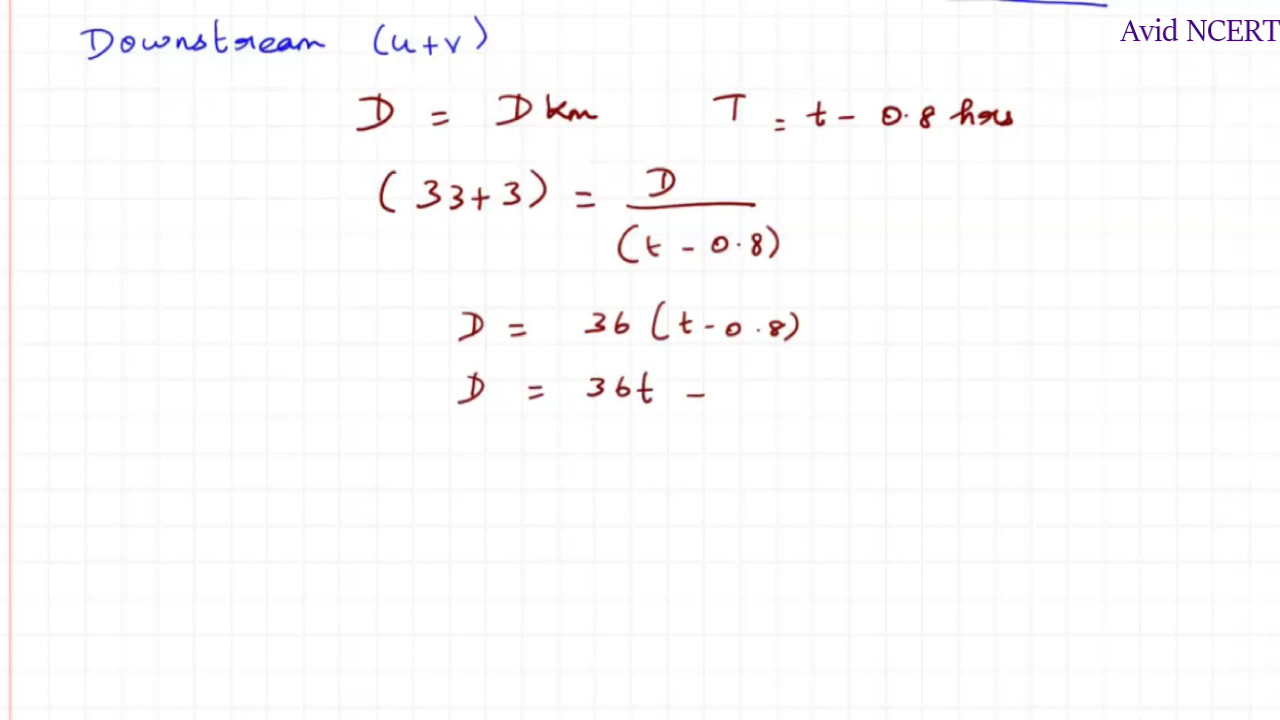 Downstream (u+v)
Avid NCERT
D = D km T = t - 0.8 hrs
(33+3) = D
(t - 0.8)
D = 36 (t - 0.8)
D = 36t -